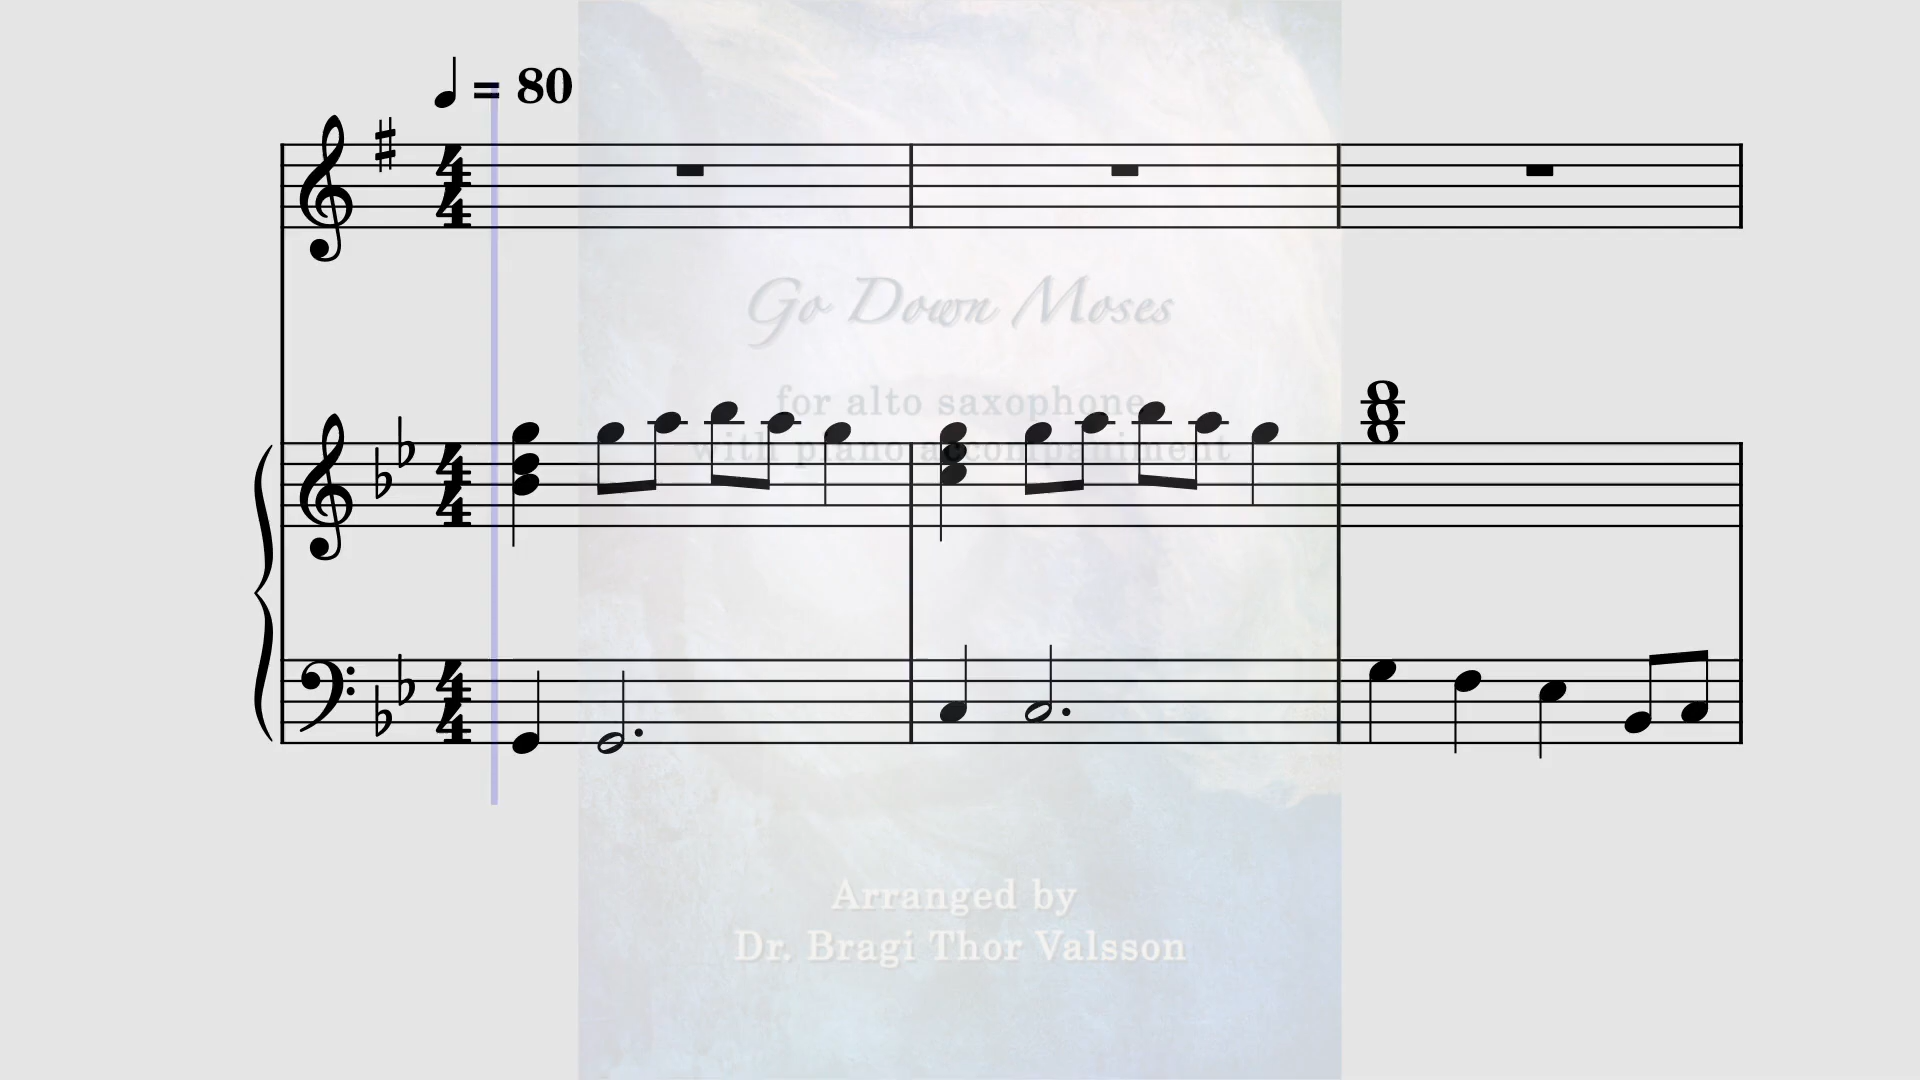 ♩ = 80
Go Down Moses
for alto saxophone
with piano accompaniment
Arranged by
Dr. Bragi Thor Valsson